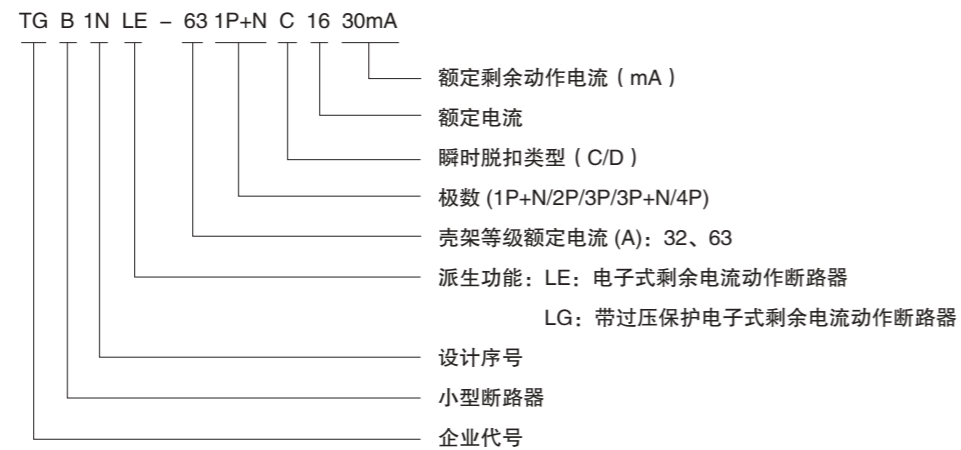 TG B 1N LE – 63 1P+N C 16 30mA
额定剩余动作电流（mA）
额定电流
瞬时脱扣类型（C/D）
极数 (1P+N/2P/3P/3P+N/4P)
壳架等级额定电流 (A)：32、63
派生功能：LE：电子式剩余电流动作断路器
LG：带过压保护电子式剩余电流动作断路器
设计序号
小型断路器
企业代号